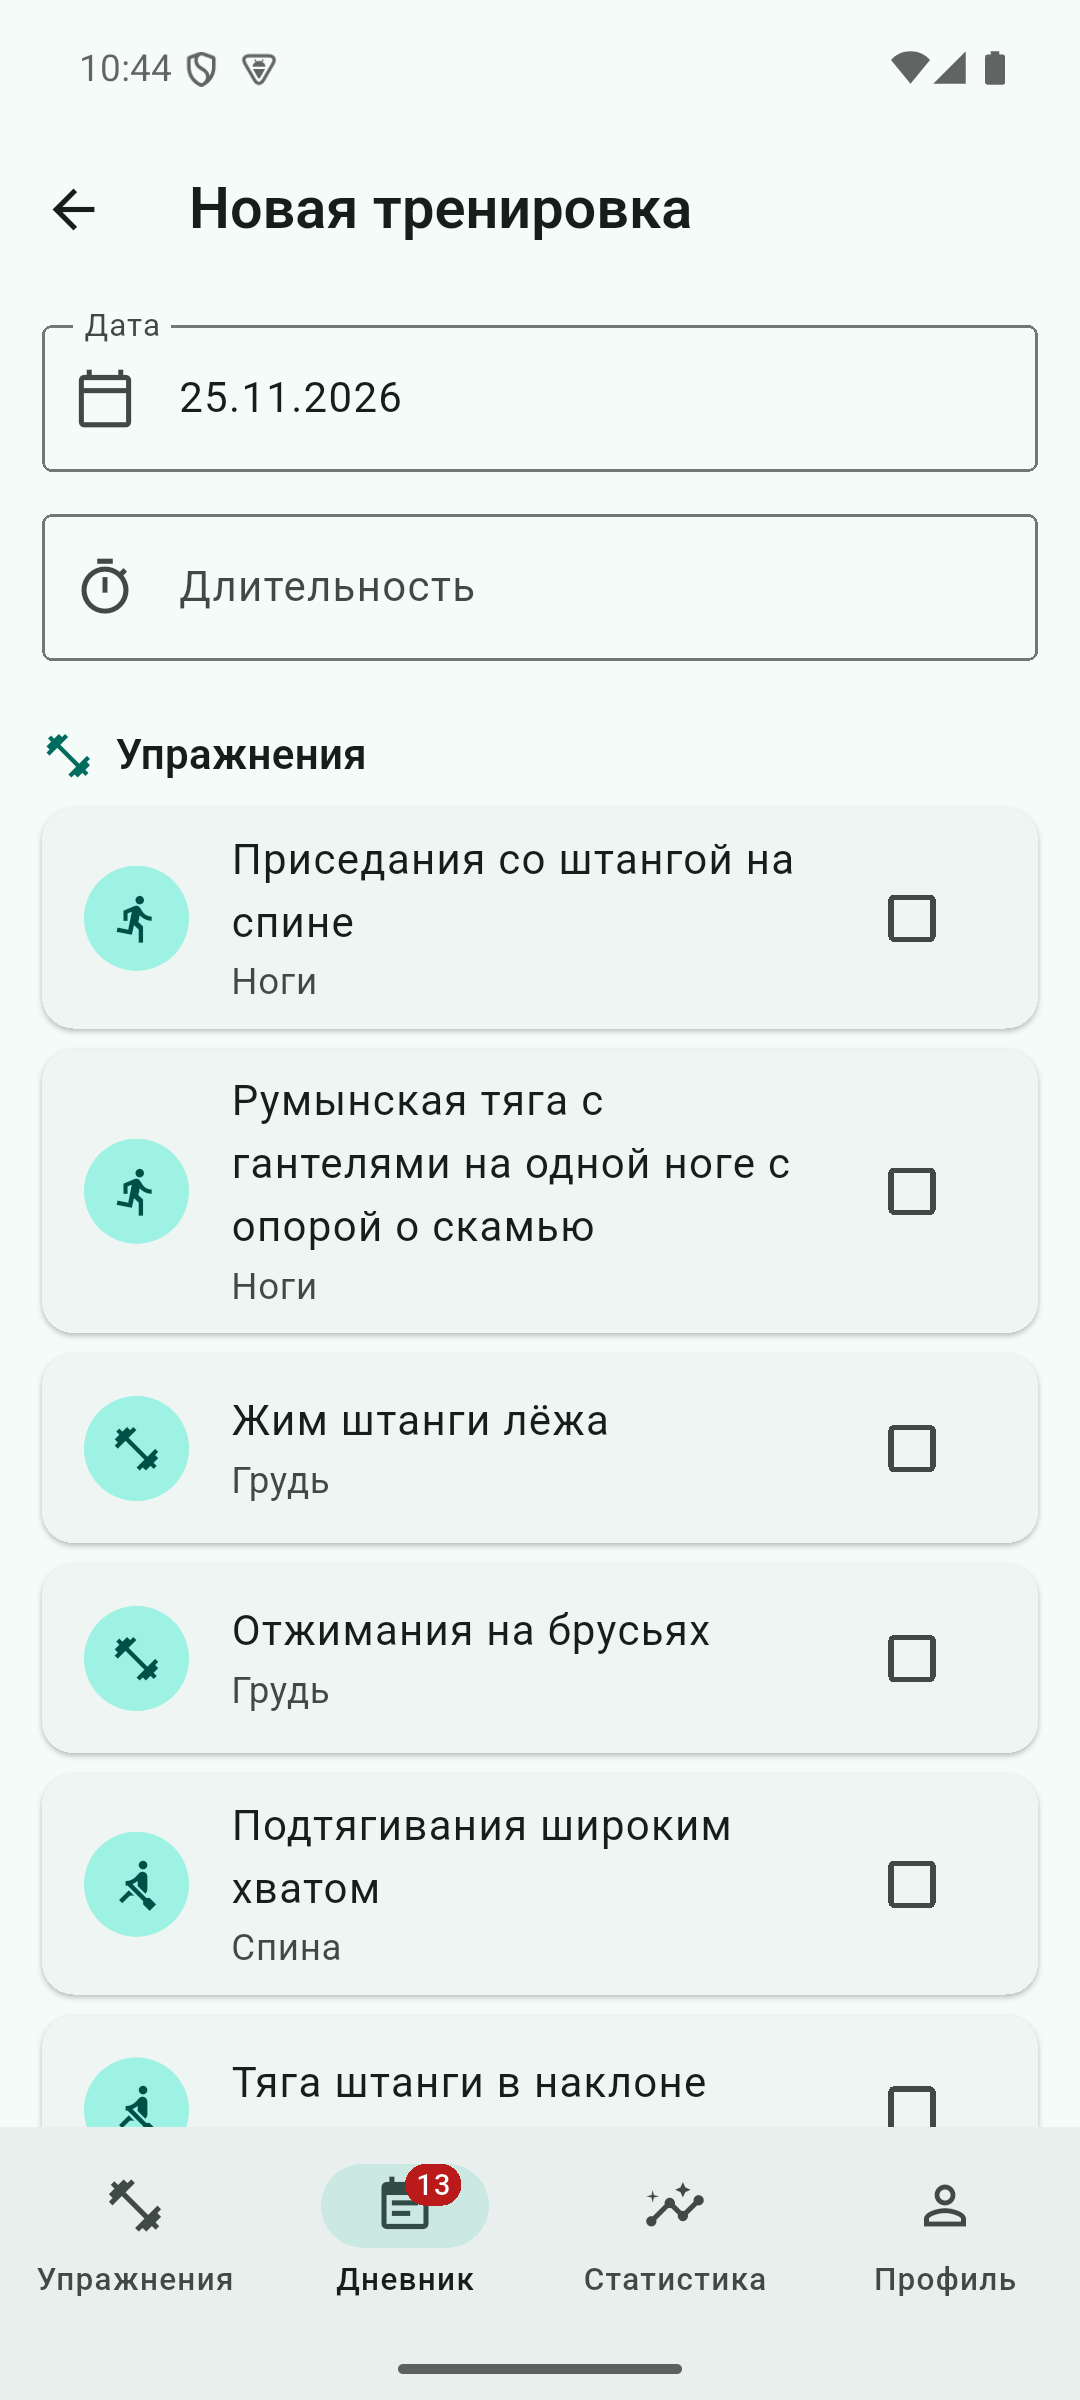 10:44
Новая тренировка
Дата
25.11.2026
Длительность
Упражнения
Приседания со штангой на
спине
Ноги
Румынская тяга с
гантелями на одной ноге с
опорой о скамью
Ноги
Жим штанги лёжа
Грудь
Отжимания на брусьях
Грудь
Подтягивания широким
хватом
Спина
Тяга штанги в наклоне
13
Упражнения
Дневник
Статистика
Профиль